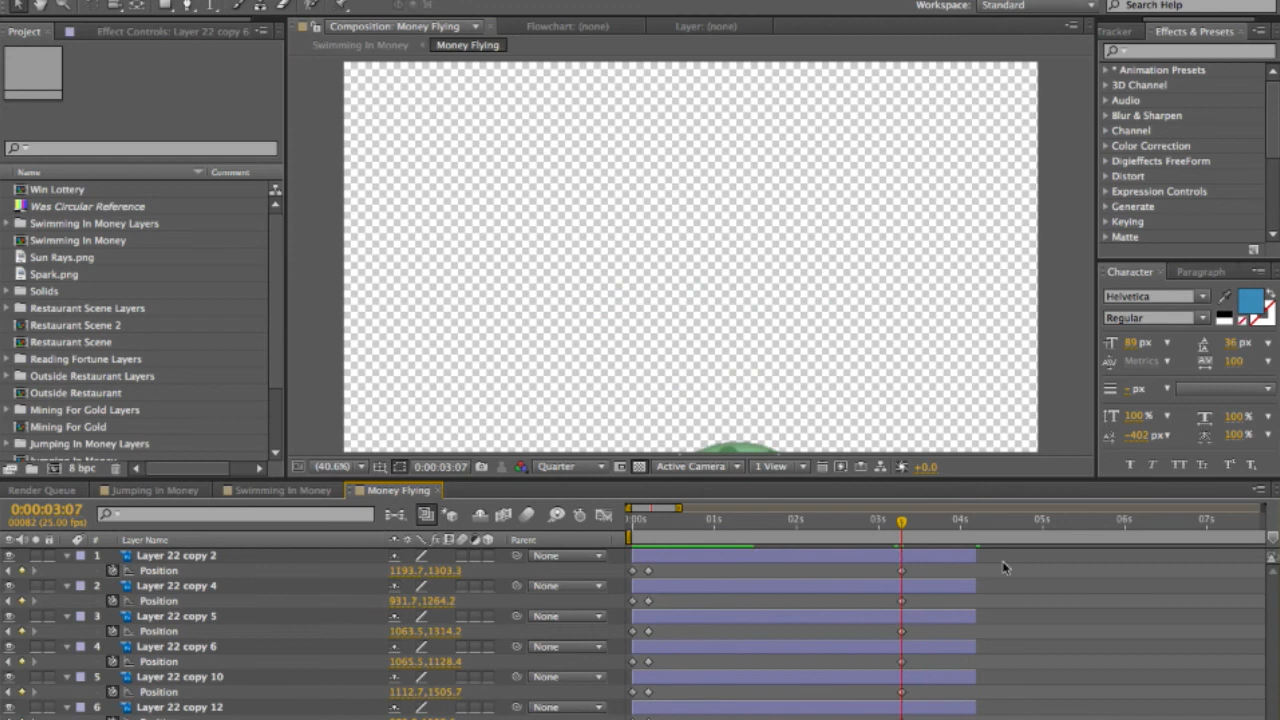 Workspace: Standard
Search Help
Project
Effect Controls: Layer 22 copy 6
Composition: Money Flying
Flowchart: (none)
Layer: (none)
Tracker
Effects & Presets
Swimming In Money
Money Flying
* Animation Presets
3D Channel
Audio
Blur & Sharpen
Channel
Color Correction
Digieffects FreeForm
Distort
Expression Controls
Generate
Keying
Matte
Name
Comment
Win Lottery
Was Circular Reference
Swimming In Money Layers
Swimming In Money
Sun Rays.png
Spark.png
Solids
Restaurant Scene Layers
Restaurant Scene 2
Restaurant Scene
Reading Fortune Layers
Outside Restaurant Layers
Outside Restaurant
Mining For Gold Layers
Mining For Gold
Jumping In Money Layers
8 bpc
Character
Paragraph
Helvetica
Regular
89 px
36 px
Metrics
100
- px
100 %
100 %
-402 px
100 %
T T TT Tr T¹ T₁
(40.6%)
0:00:03:07
Quarter
Active Camera
1 View
+0.0
Render Queue
Jumping In Money
Swimming In Money
Money Flying
0:00:03:07
00082 (25.00 fps)
:00s 01s 02s 03s 04s 05s 06s 07s
# Layer Name
Parent
1 Layer 22 copy 2 None
Position 1193.7,1303.3
2 Layer 22 copy 4 None
Position 931.7,1264.2
3 Layer 22 copy 5 None
Position 1063.5,1314.2
4 Layer 22 copy 6 None
Position 1065.5,1128.4
5 Layer 22 copy 10 None
Position 1112.7,1505.7
6 Layer 22 copy 12 None